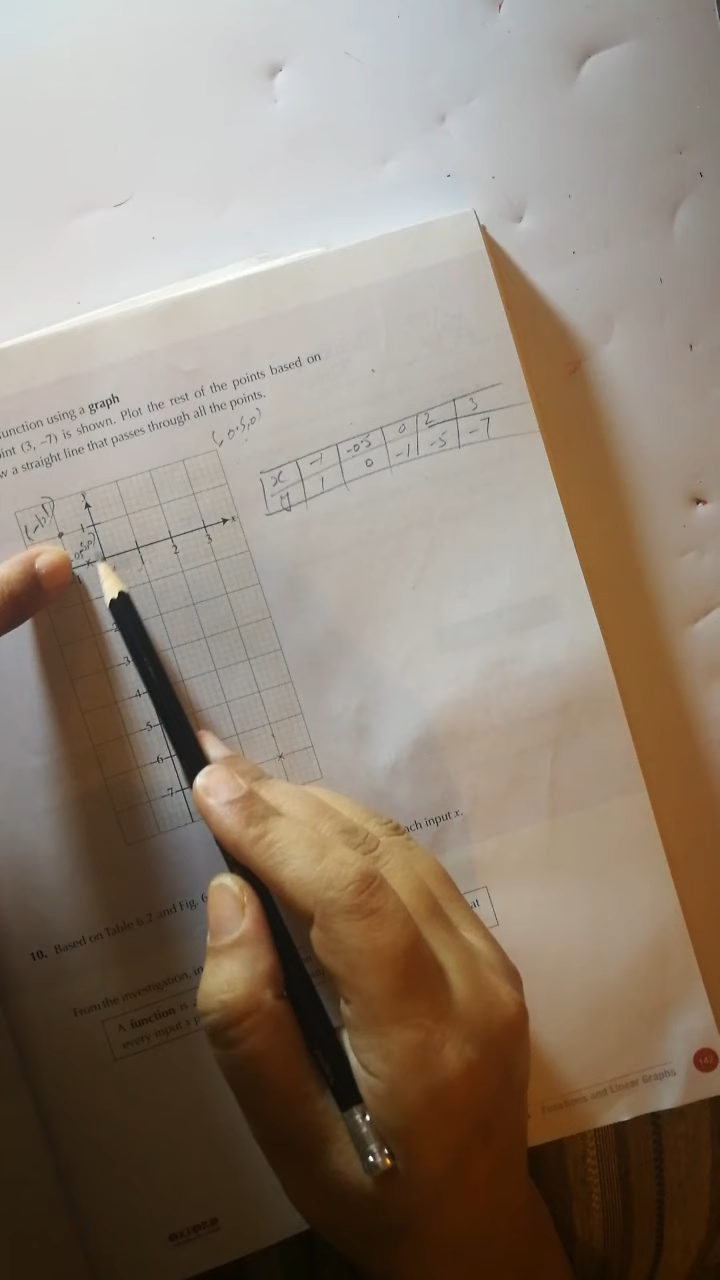 unction using a graph
int (3, −7) is shown. Plot the rest of the points based on
w a straight line that passes through all the points.
(-0.5,0)
x -1 -0.5 0 2 3
y 1 0 -1 -5 -7
y
1
x
1 2 3
-3
-4
-5
-6
-7
ach input x.
10. Based on Table 6.2 and Fig. 6
at
From the investigation, in
A function is
every input x p
Functions and Linear Graphs
142
OXFORD